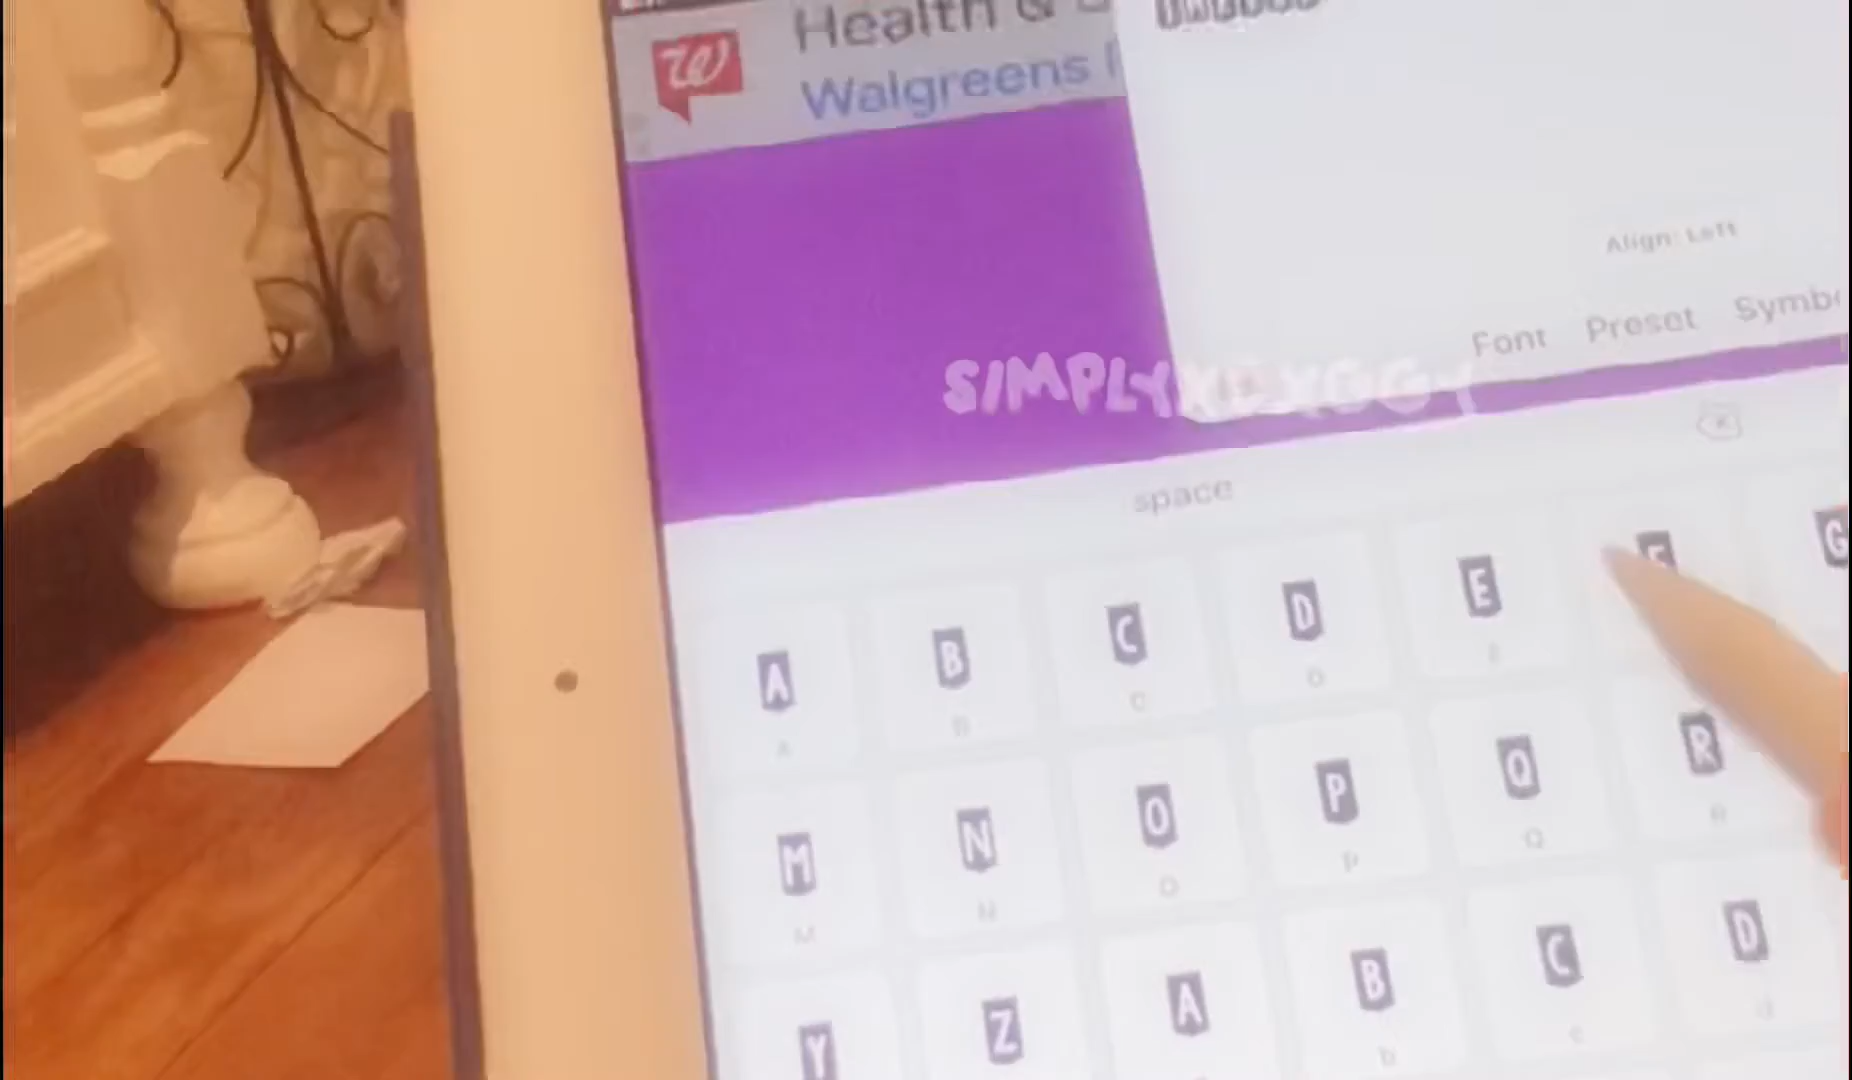 Health &
Walgreens
Align: Left
Font Preset
SIMPLY
space
A B C D E F G
A B C D E
M N O P Q R
M N O P Q R
Y Z A B C D
b c d